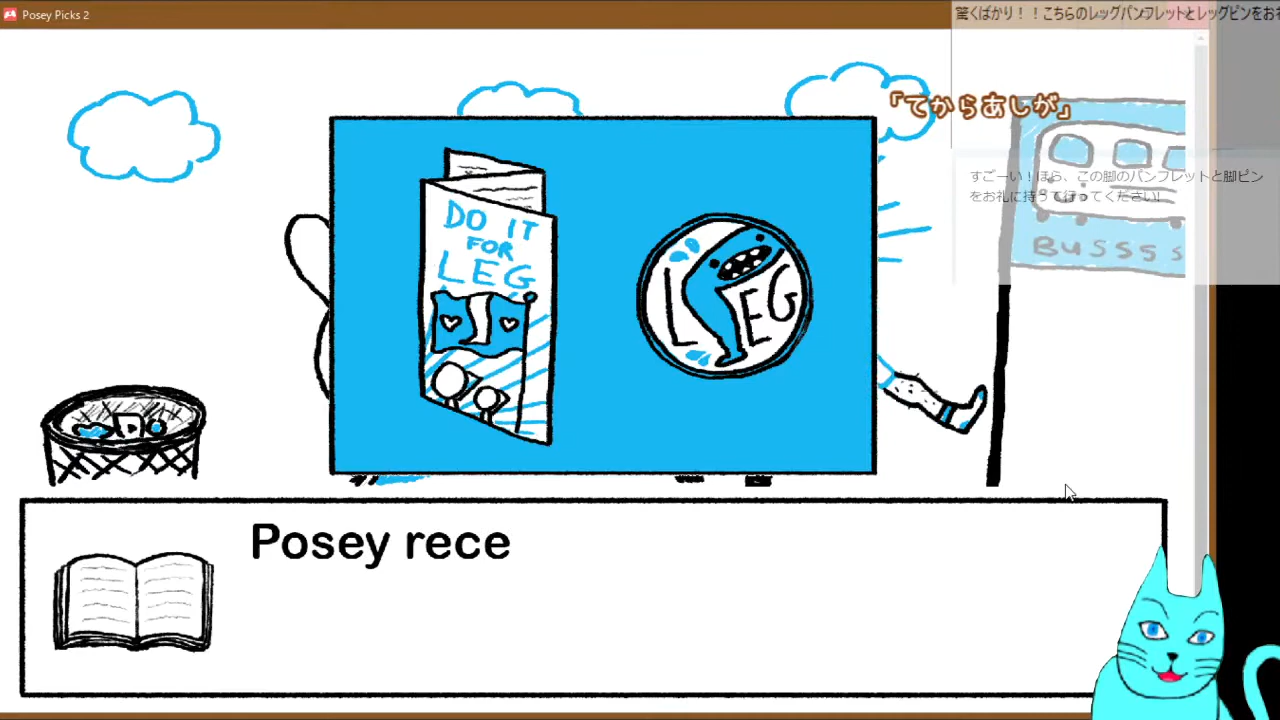 Posey Picks 2
驚くばかり！！こちらのレッグパンフレットとレッグピンをお
「てからあしが」
すごーい！ほら、この脚のパンフレットと脚ピン
をお礼に持って行ってください!
DO IT
FOR
LEG
LEG
BUSSS S
Posey rece